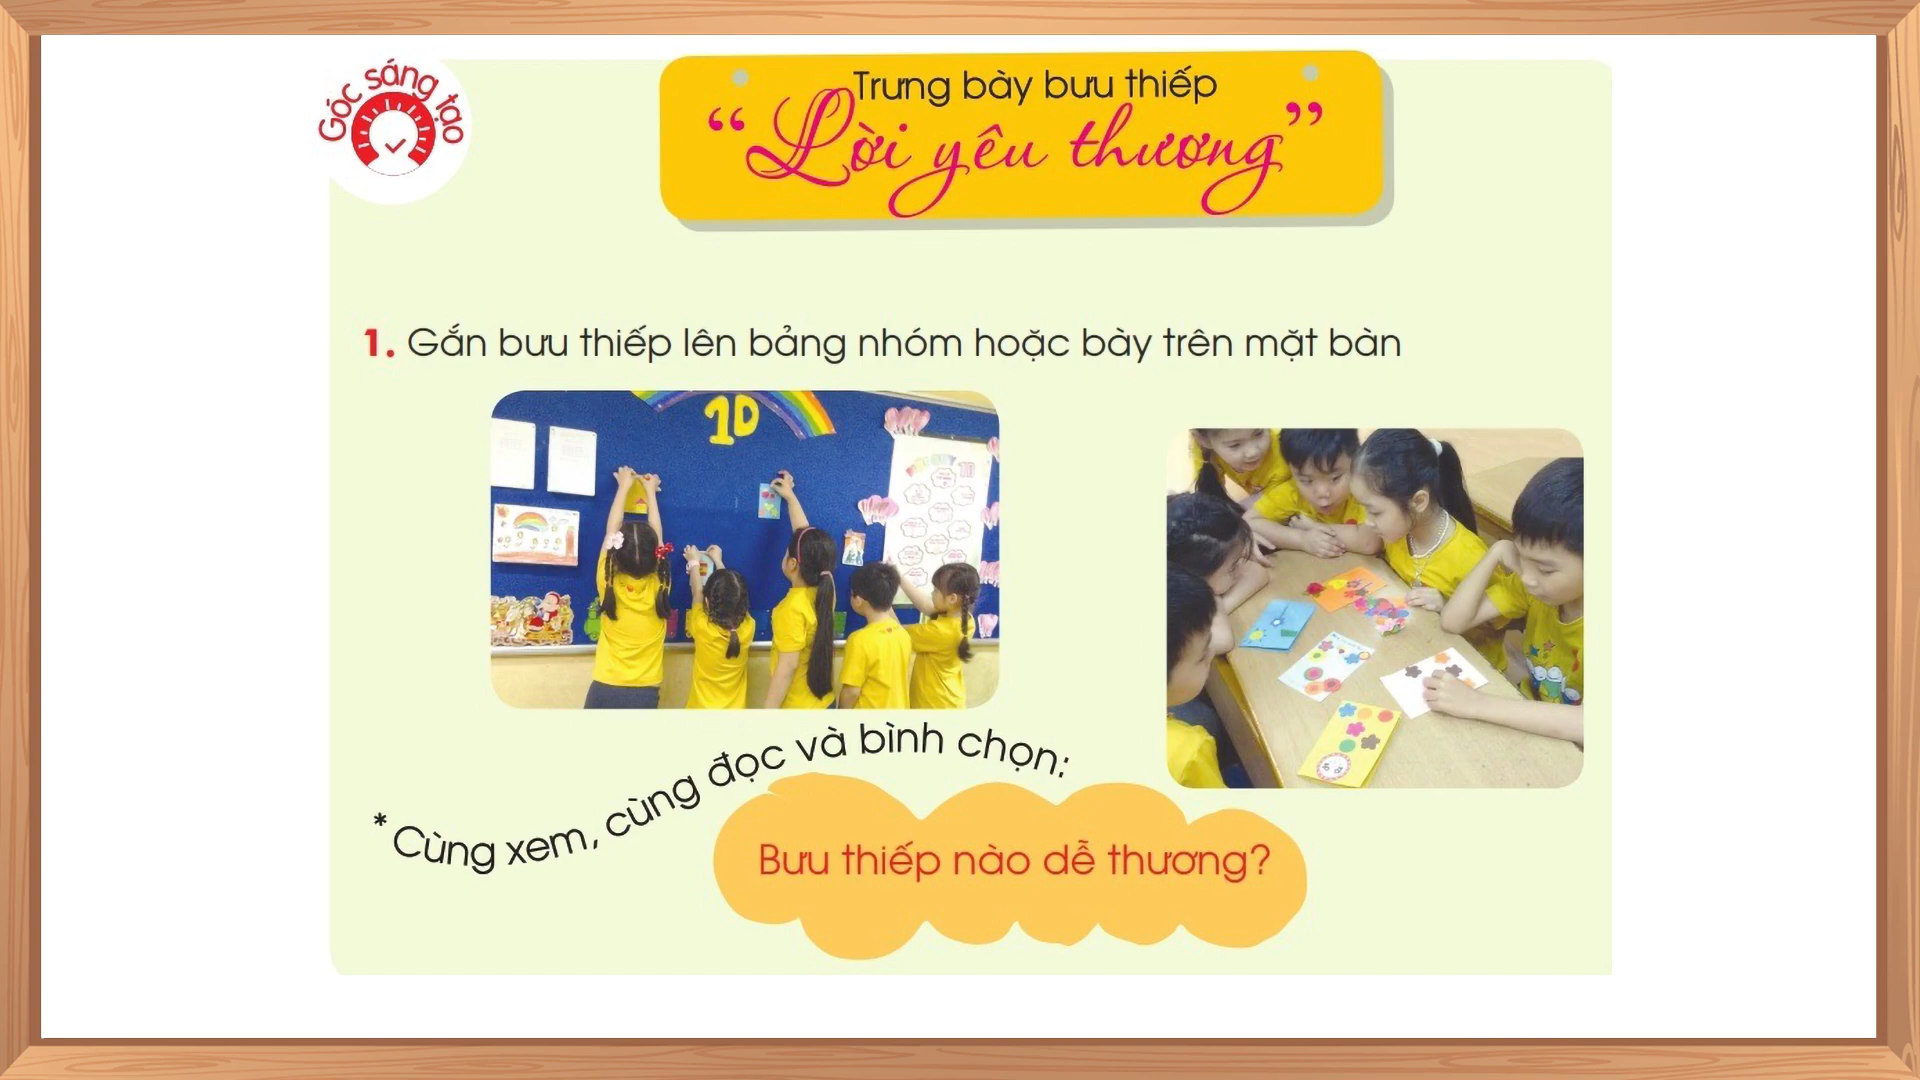 Góc sáng tạo
Trưng bày bưu thiếp
“Lời yêu thương”
1. Gắn bưu thiếp lên bảng nhóm hoặc bày trên mặt bàn
1D
* Cùng xem, cùng đọc và bình chọn:
Bưu thiếp nào dễ thương?